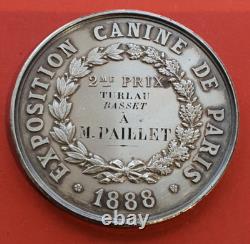 EXPOSITION CANINE DE PARIS
2ME PRIX
TURLAU
BASSET
À
M. PAILLET
1888